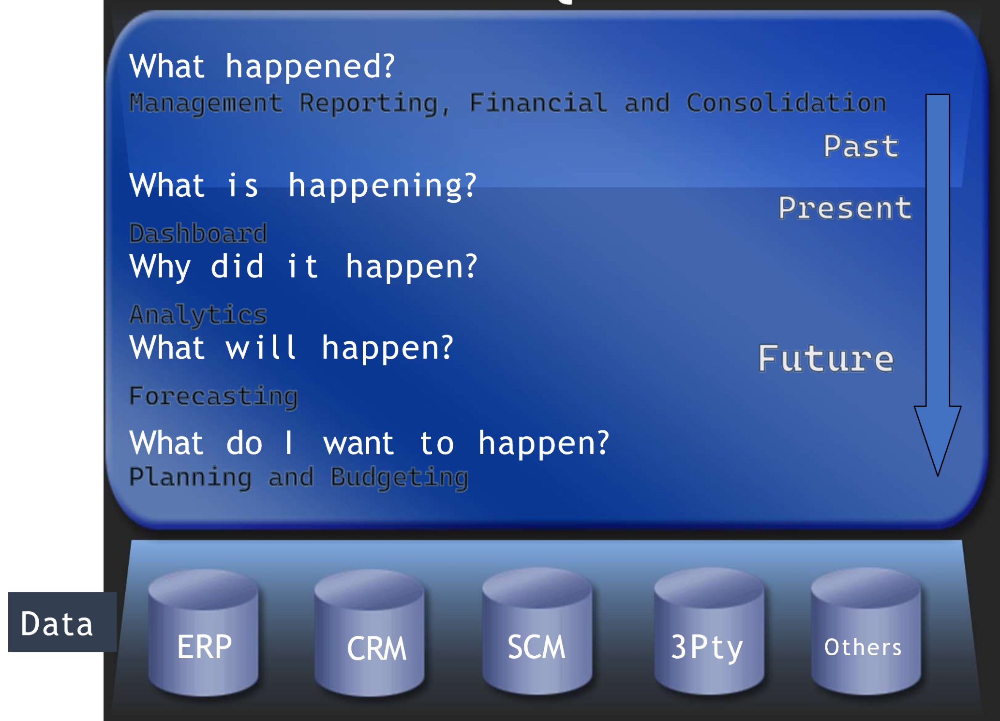 What happened?
Management Reporting, Financial and Consolidation
Past
What is happening?
Present
Dashboard
Why did it happen?
Analytics
What will happen?
Future
Forecasting
What do I want to happen?
Planning and Budgeting
Data
ERP
CRM
SCM
3Pty
Others